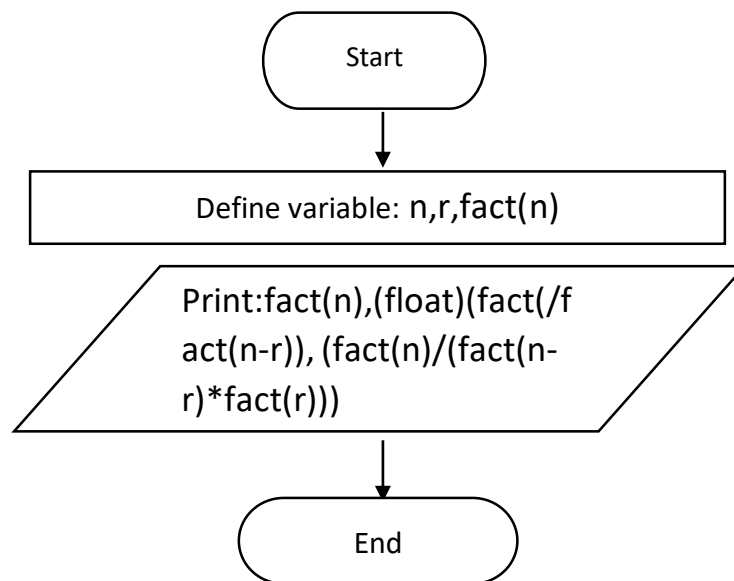 Start
Define variable: n,r,fact(n)
Print:fact(n),(float)(fact(/f
act(n-r)), (fact(n)/(fact(n-
r)*fact(r)))
End